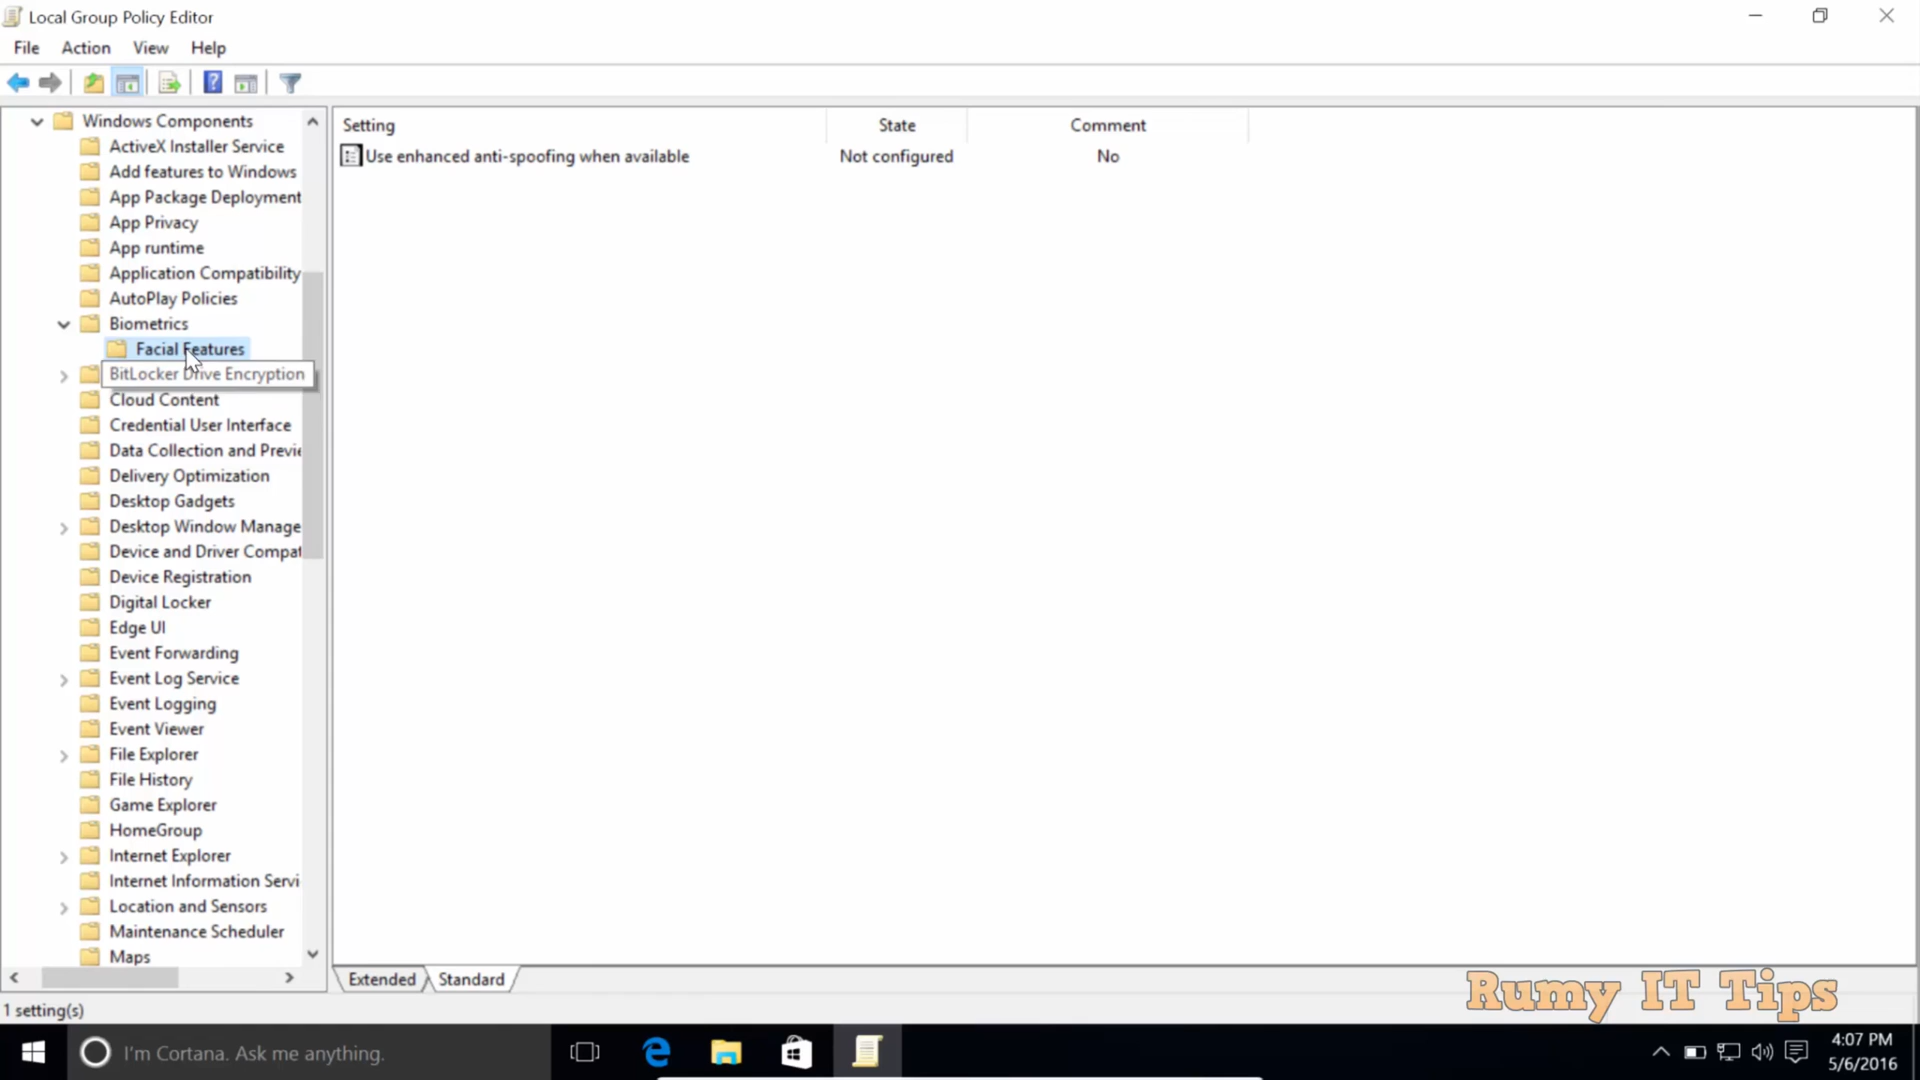 Local Group Policy Editor
File Action View Help
Windows Components
ActiveX Installer Service
Add features to Windows
App Package Deployment
App Privacy
App runtime
Application Compatibility
AutoPlay Policies
Biometrics
Facial Features
BitLocker Drive Encryption
Cloud Content
Credential User Interface
Data Collection and Previe
Delivery Optimization
Desktop Gadgets
Desktop Window Manage
Device and Driver Compat
Device Registration
Digital Locker
Edge UI
Event Forwarding
Event Log Service
Event Logging
Event Viewer
File Explorer
File History
Game Explorer
HomeGroup
Internet Explorer
Internet Information Servi
Location and Sensors
Maintenance Scheduler
Maps
Setting State Comment
Use enhanced anti-spoofing when available Not configured No
Extended Standard
1 setting(s)
Rumy IT Tips
I'm Cortana. Ask me anything.
4:07 PM
5/6/2016